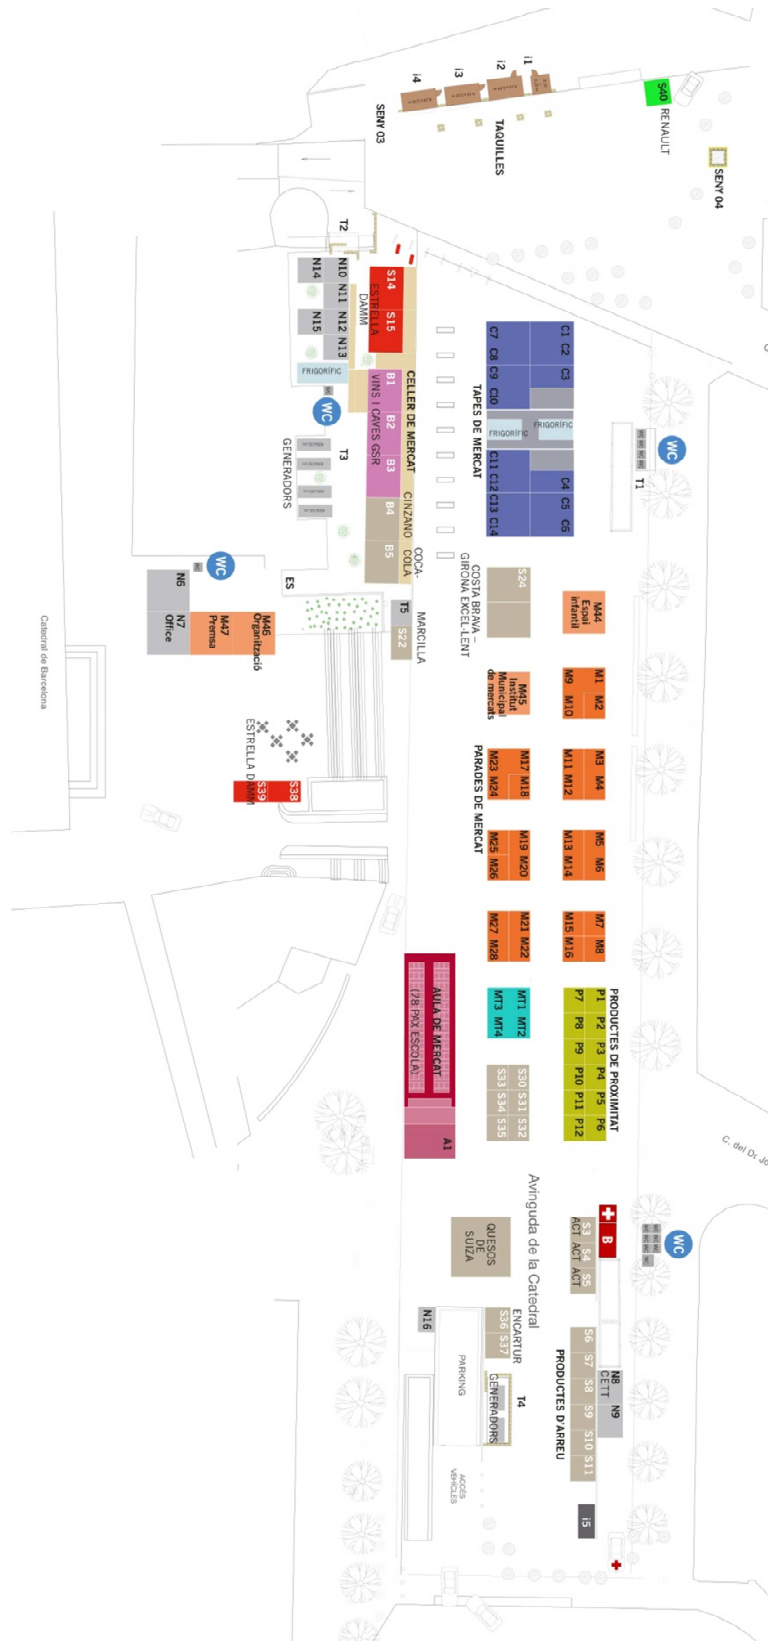 i4
i3
i2
i1
SENY 03
TAQUILLES
S40
RENAULT
SENY 04
T2
N14
N10
N11
N15
N12
N13
FRIGORÍFIC
WC
S14
S15
ESTRELLA
DAMM
CELLER DE MERCAT
B1
B2
B3
VINS I CAVES GSR
B4
CINZANO
B5
COCA-
COLA
T3
GENERADORS
C1
C2
C3
C7
C8
C9
C10
TAPES DE MERCAT
FRIGORÍFIC
FRIGORÍFIC
C4
C5
C6
C11
C12
C13
C14
WC
T1
WC
N6
N7
Office
M47
Premsa
M46
Organització
ES
T5
S22
MARCILLA
S24
COSTA BRAVA –
GIRONA EXCEL·LENT
M44
Espai
infantil
M45
Institut
Municipal
de mercats
Catedral de Barcelona
ESTRELLA DAMM
S38
S39
PARADES DE MERCAT
M1
M2
M9
M10
M3
M4
M11
M12
M17
M18
M23
M24
M5
M6
M13
M14
M19
M20
M25
M26
M7
M8
M15
M16
M21
M22
M27
M28
AULA DE MERCAT
(78 PAX ESCOLA)
A1
MT1
MT2
MT3
MT4
PRODUCTES DE PROXIMITAT
P1
P2
P3
P4
P5
P6
P7
P8
P9
P10
P11
P12
S30
S31
S32
S33
S34
S35
C. del Dr. Jo
Avinguda de la Catedral
B
WC
S3
S4
S5
ACT
ACT
ACT
QUESOS
DE
SUIZA
N16
PARKING
ENCARTUR
S36
S37
T4
GENERADORS
PRODUCTES D'ARREU
S6
S7
S8
S9
S10
S11
N8
N9
CETT
ACCÉS
VEHICLES
i5